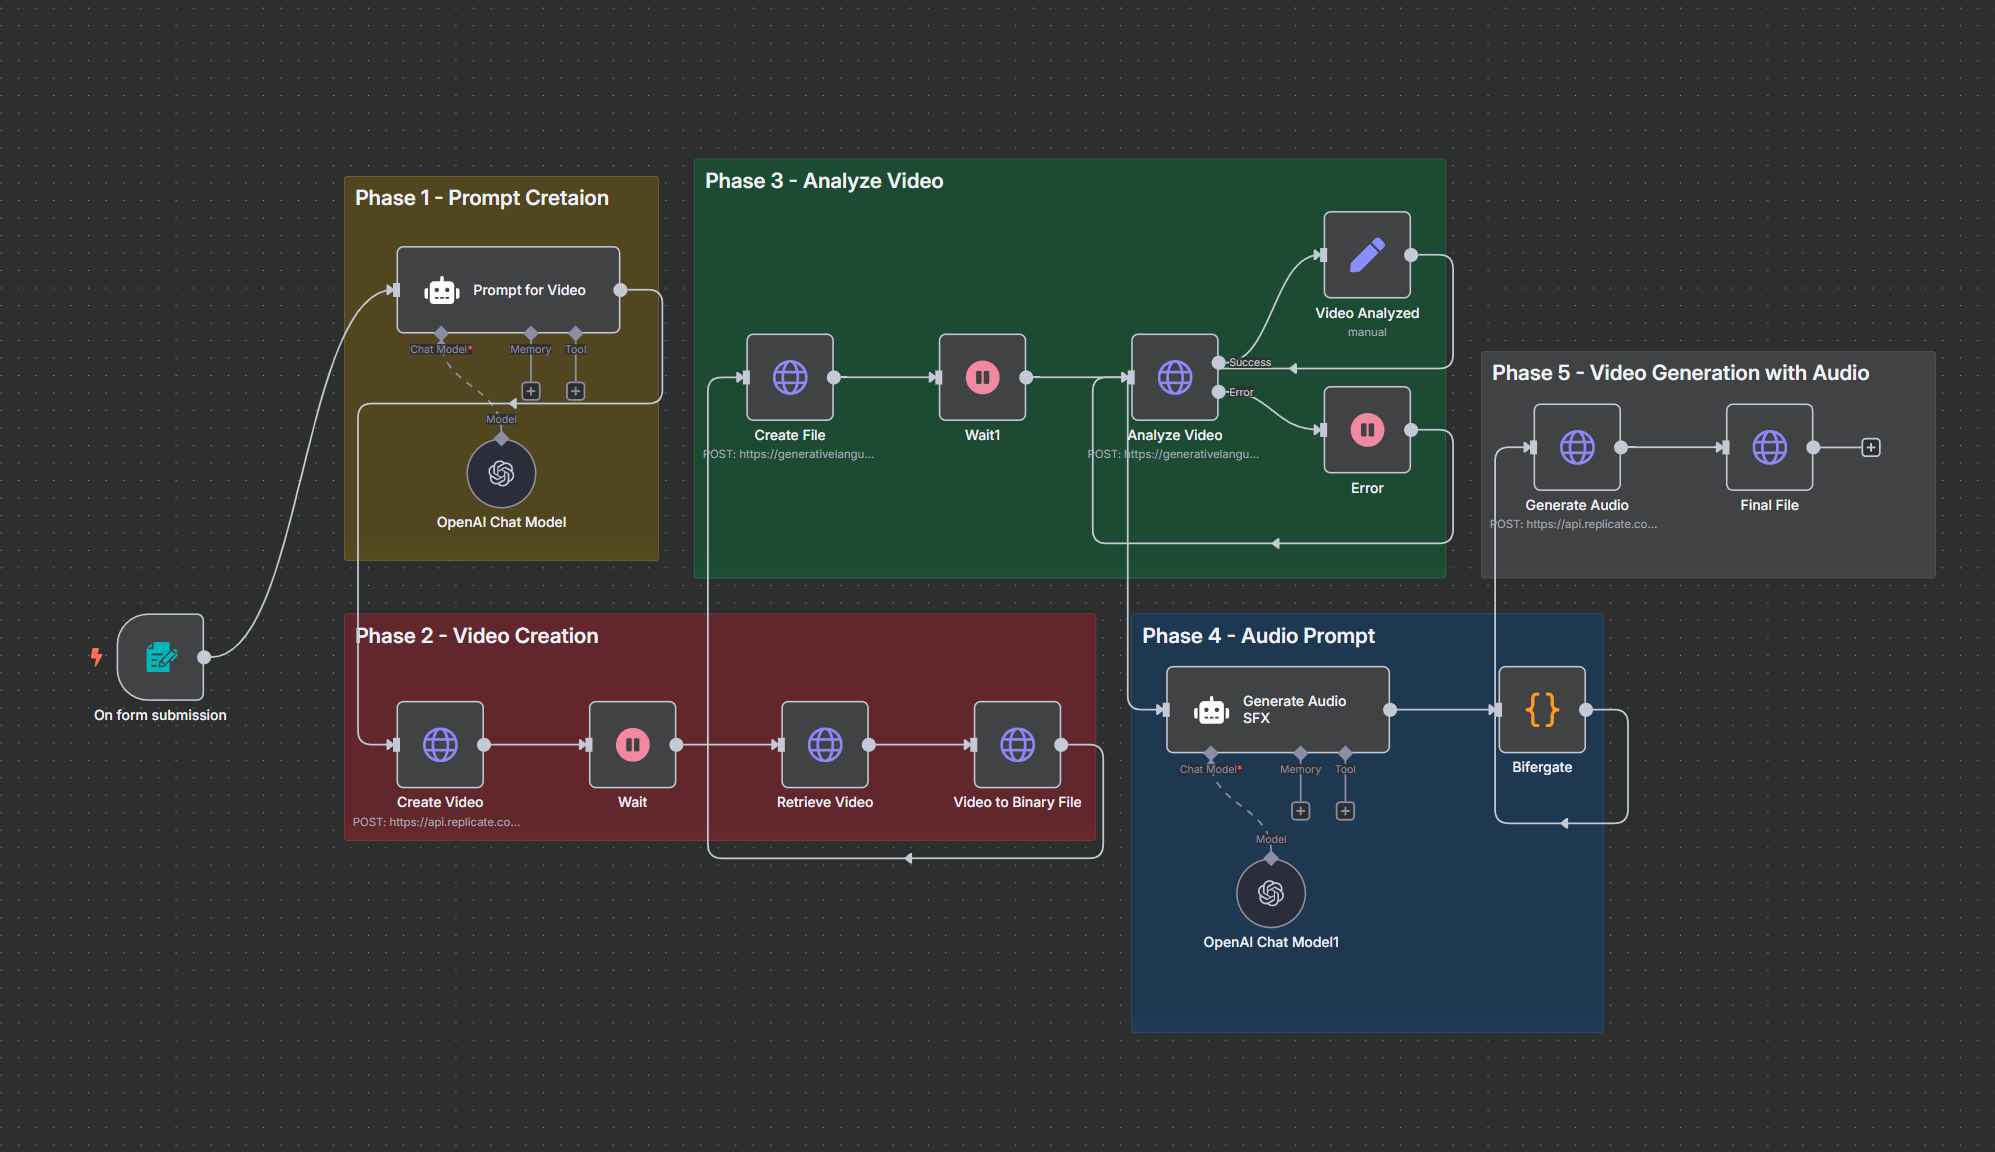 Phase 1 - Prompt Cretaion
Prompt for Video
Chat Model*
Memory
Tool
Model
OpenAI Chat Model
On form submission
Phase 2 - Video Creation
Create Video
POST: https://api.replicate.co...
Wait
Retrieve Video
Video to Binary File
Phase 3 - Analyze Video
Create File
POST: https://generativelangu...
Wait1
Analyze Video
POST: https://generativelangu...
Success
Error
Video Analyzed
manual
Error
Phase 4 - Audio Prompt
Generate Audio
SFX
Chat Model*
Memory
Tool
Model
OpenAI Chat Model1
{}
Bifergate
Phase 5 - Video Generation with Audio
Generate Audio
POST: https://api.replicate.co...
Final File